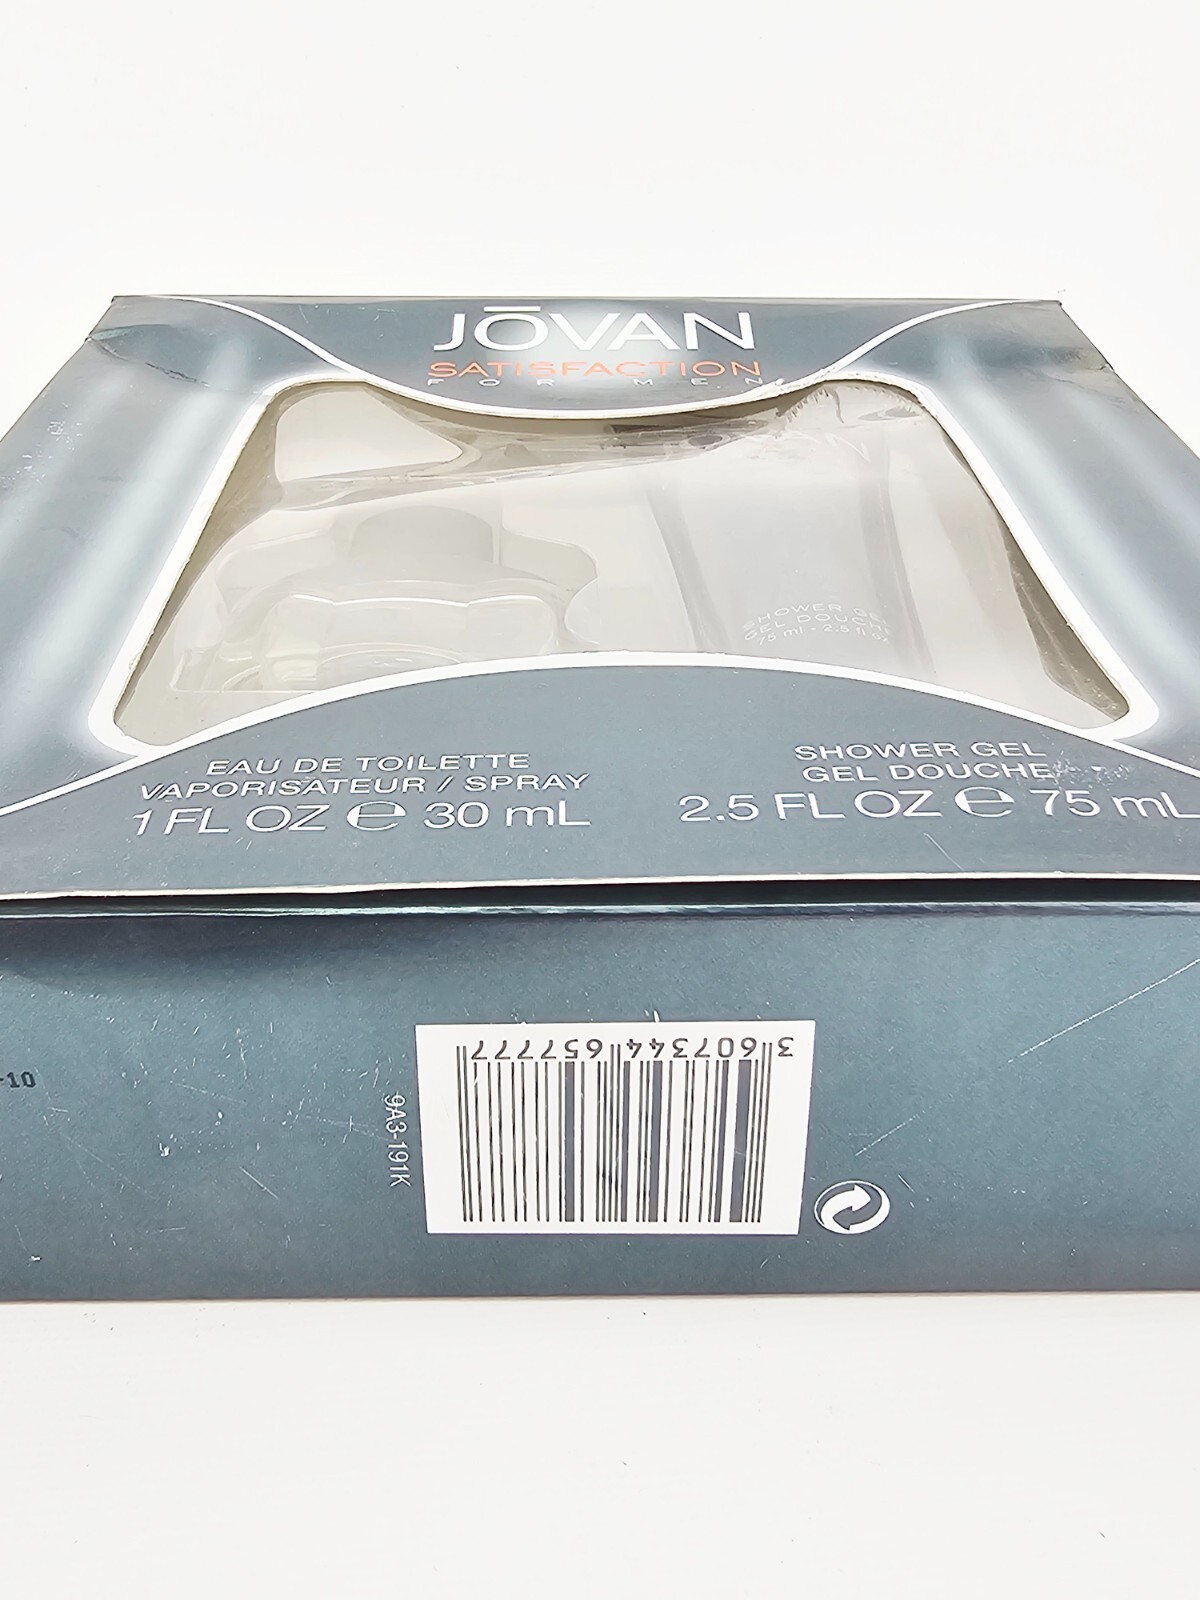 JŌVAN
SATISFACTION
FOR MEN
SHOWER GEL
GEL DOUCHE
75 ml - 2.5 fl oz
EAU DE TOILETTE
VAPORISATEUR / SPRAY
1 FL OZ ℮ 30 mL
SHOWER GEL
GEL DOUCHE
2.5 FL OZ ℮ 75 mL
-10
9A3-191K
3 607344 657777